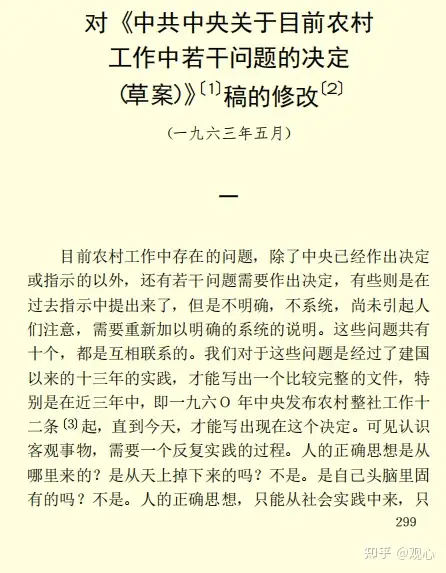 对《中共中央关于目前农村
工作中若干问题的决定
(草案)》〔1〕稿的修改〔2〕
(一九六三年五月)
一
目前农村工作中存在的问题，除了中央已经作出决定
或指示的以外，还有若干问题需要作出决定，有些则是在
过去指示中提出来了，但是不明确，不系统，尚未引起人
们注意，需要重新加以明确的系统的说明。这些问题共有
十个，都是互相联系的。我们对于这些问题是经过了建国
以来的十三年的实践，才能写出一个比较完整的文件，特
别是在近三年中，即一九六O年中央发布农村整社工作十
二条〔3〕起，直到今天，才能写出现在这个决定。可见认识
客观事物，需要一个反复实践的过程。人的正确思想是从
哪里来的？是从天上掉下来的吗？不是。是自己头脑里固
有的吗？不是。人的正确思想，只能从社会实践中来，只
299
知乎 @观心